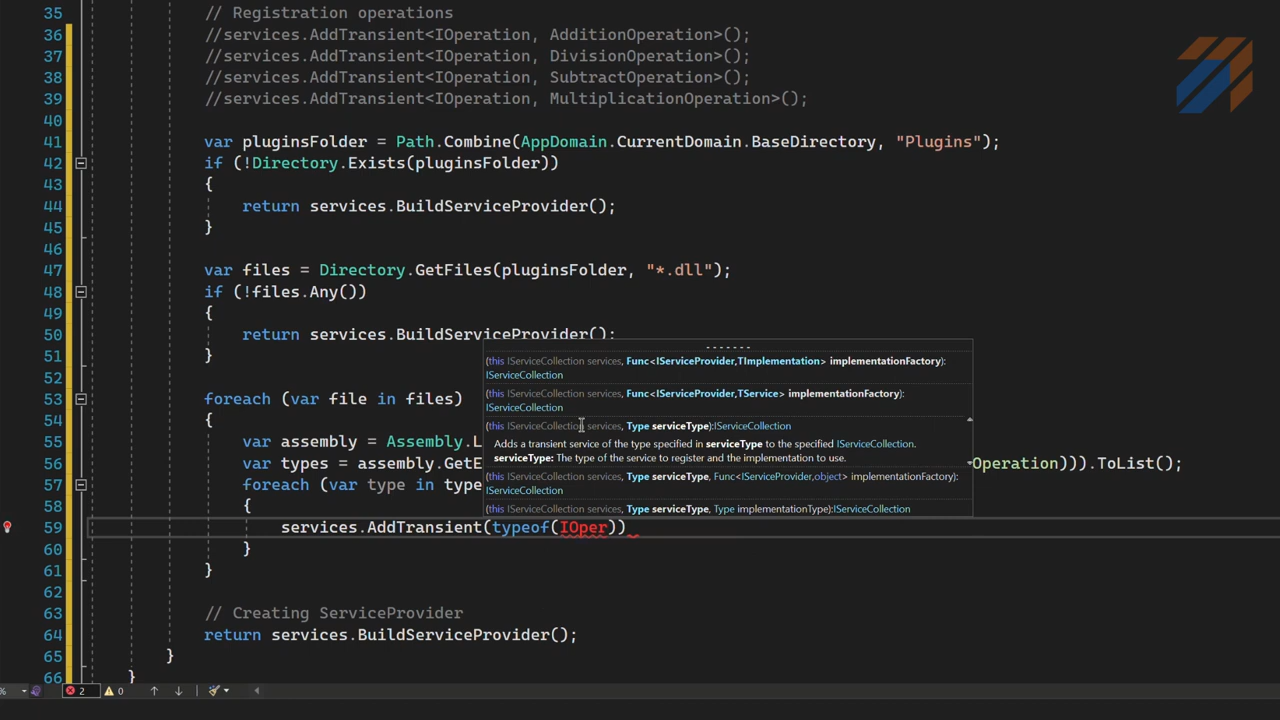 35 // Registration operations
36 //services.AddTransient<IOperation, AdditionOperation>();
37 //services.AddTransient<IOperation, DivisionOperation>();
38 //services.AddTransient<IOperation, SubtractOperation>();
39 //services.AddTransient<IOperation, MultiplicationOperation>();
40
41 var pluginsFolder = Path.Combine(AppDomain.CurrentDomain.BaseDirectory, "Plugins");
42 if (!Directory.Exists(pluginsFolder))
43 {
44 return services.BuildServiceProvider();
45 }
46
47 var files = Directory.GetFiles(pluginsFolder, "*.dll");
48 if (!files.Any())
49 {
50 return services.BuildServiceProvider();
51 }
(this IServiceCollection services, Func<IServiceProvider,TImplementation> implementationFactory):
IServiceCollection
52
(this IServiceCollection services, Func<IServiceProvider,TService> implementationFactory):
53 foreach (var file in files)
IServiceCollection
54 {
(this IServiceCollection services, Type serviceType):IServiceCollection
55 var assembly = Assembly.L
Adds a transient service of the type specified in serviceType to the specified IServiceCollection.
serviceType: The type of the service to register and the implementation to use.
56 var types = assembly.GetE Operation))).ToList();
(this IServiceCollection services, Type serviceType, Func<IServiceProvider,object> implementationFactory):
57 foreach (var type in type
IServiceCollection
58 {
(this IServiceCollection services, Type serviceType, Type implementationType):IServiceCollection
59 services.AddTransient(typeof(IOper))
60 }
61 }
62
63 // Creating ServiceProvider
64 return services.BuildServiceProvider();
65 }
66 }
% 2 0